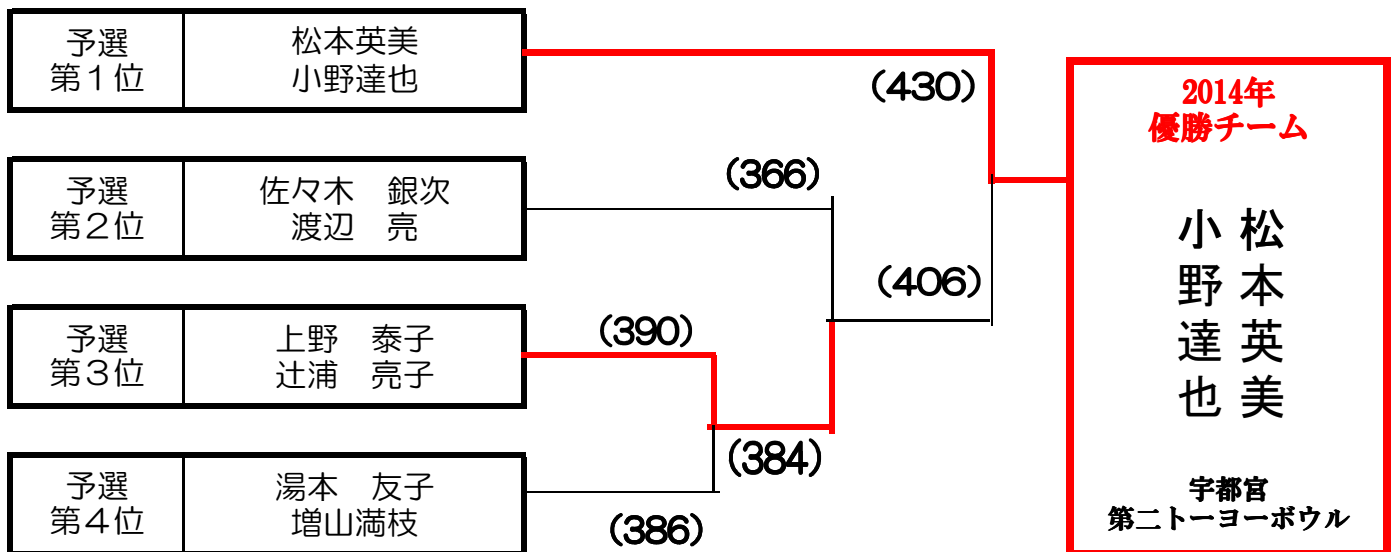 予選
第１位
松本英美
小野達也
予選
第２位
佐々木　銀次
渡辺　亮
予選
第３位
上野　泰子
辻浦　亮子
予選
第４位
湯本　友子
増山満枝
(430)
(366)
(406)
(390)
(384)
(386)
2014年
優勝チーム
松本英美
小野達也
宇都宮
第二トーヨーボウル